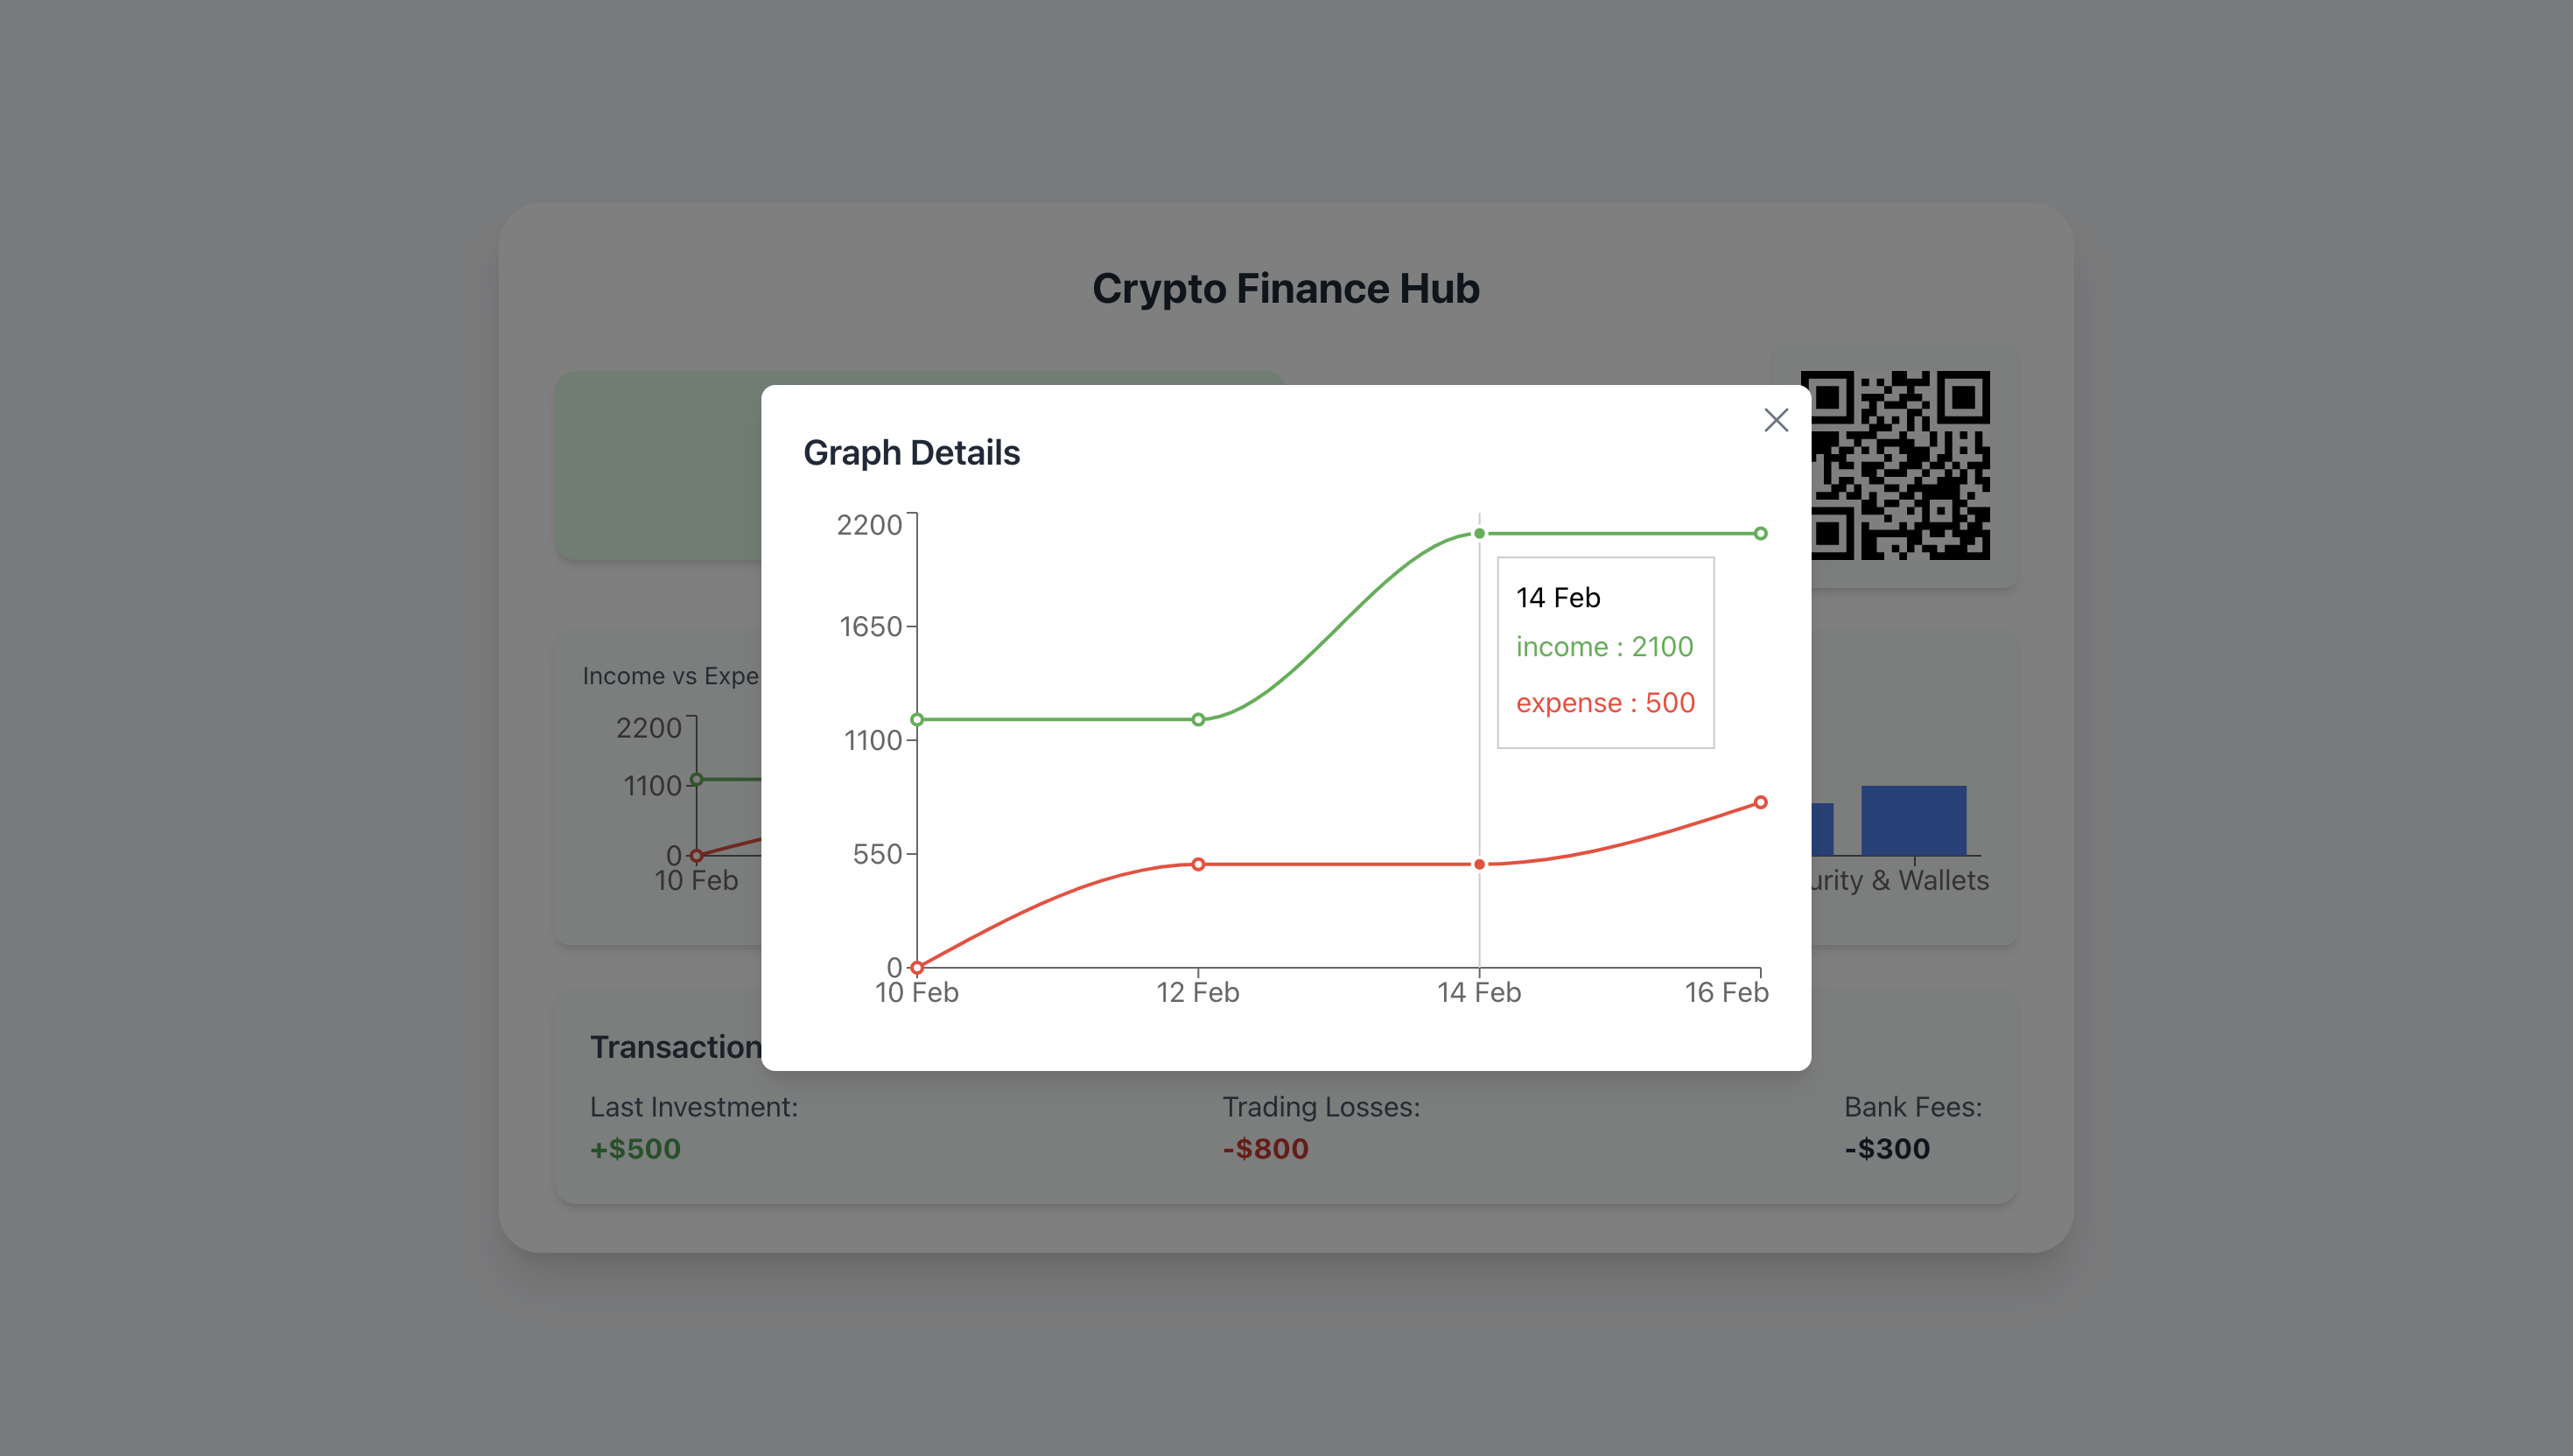 Crypto Finance Hub
Graph Details
2200
1650
1100
550
0
10 Feb
12 Feb
14 Feb
16 Feb
14 Feb
income : 2100
expense : 500
Income vs Expe
2200
1100
0
10 Feb
urity & Wallets
Transaction
Last Investment:
+$500
Trading Losses:
-$800
Bank Fees:
-$300